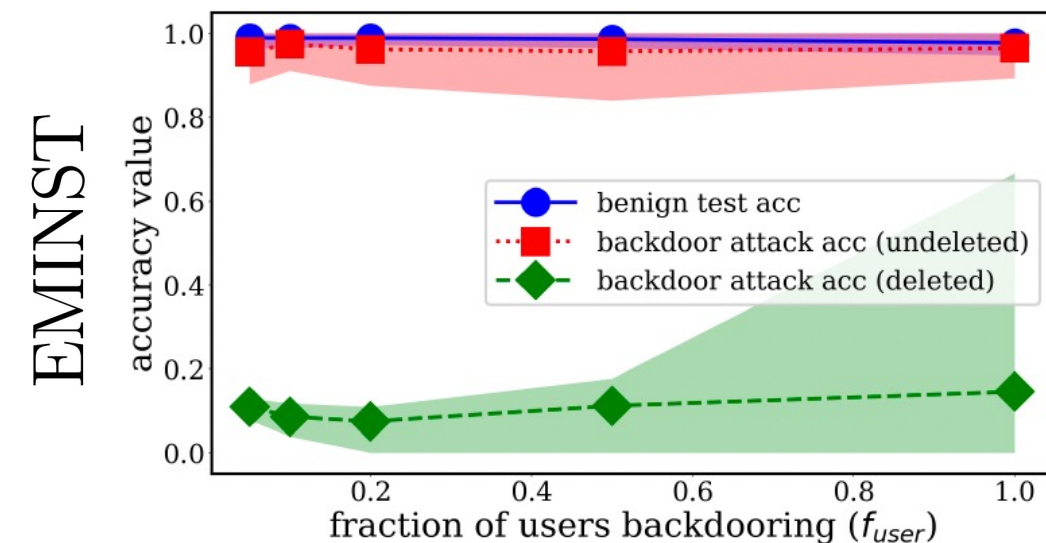 EMINST
accuracy value
1.0
0.8
0.6
0.4
0.2
0.0
benign test acc
backdoor attack acc (undeleted)
backdoor attack acc (deleted)
0.2 0.4 0.6 0.8 1.0
fraction of users backdooring (f_user)